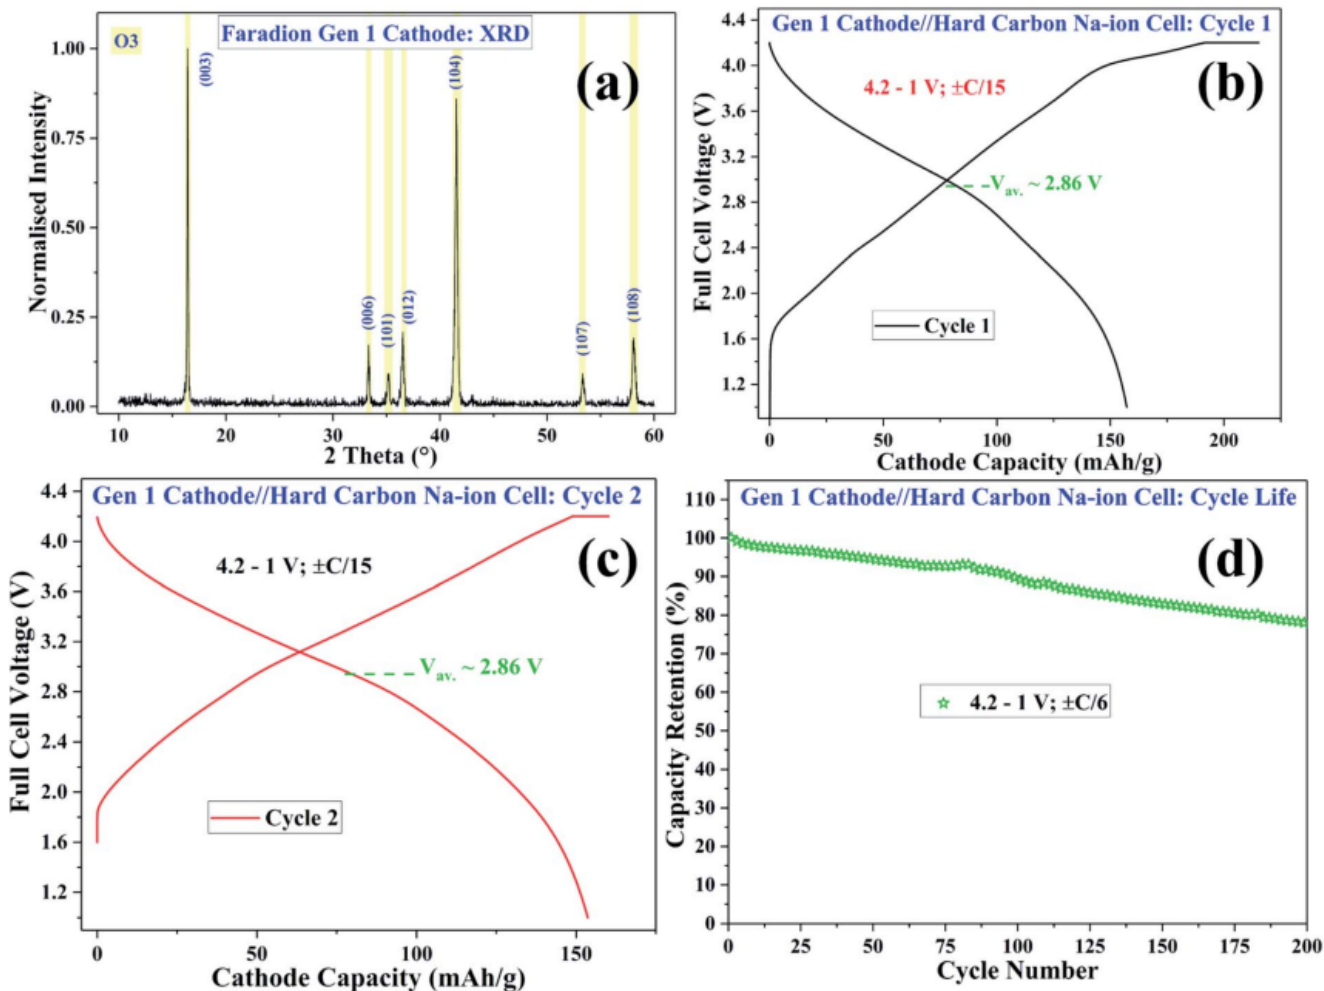 O3
Faradion Gen 1 Cathode: XRD
(a)
(003)
(006)
(101)
(012)
(104)
(107)
(108)
Normalised Intensity
1.00
0.75
0.50
0.25
0.00
10 20 30 40 50 60
2 Theta (°)
Gen 1 Cathode//Hard Carbon Na-ion Cell: Cycle 1
(b)
4.2 - 1 V; ±C/15
Vav. ~ 2.86 V
Cycle 1
Full Cell Voltage (V)
4.4
4.0
3.6
3.2
2.8
2.4
2.0
1.6
1.2
0 50 100 150 200
Cathode Capacity (mAh/g)
Gen 1 Cathode//Hard Carbon Na-ion Cell: Cycle 2
(c)
4.2 - 1 V; ±C/15
Vav. ~ 2.86 V
Cycle 2
Full Cell Voltage (V)
4.4
4.0
3.6
3.2
2.8
2.4
2.0
1.6
1.2
0 50 100 150
Cathode Capacity (mAh/g)
Gen 1 Cathode//Hard Carbon Na-ion Cell: Cycle Life
(d)
4.2 - 1 V; ±C/6
Capacity Retention (%)
110
100
90
80
70
60
50
40
30
20
10
0
0 25 50 75 100 125 150 175 200
Cycle Number